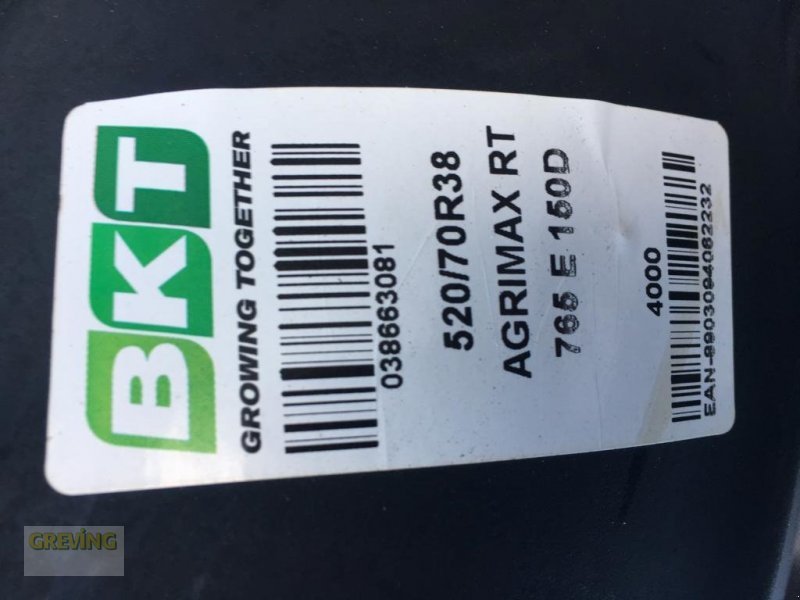 BKT
GROWING TOGETHER
038663081
520/70R38
AGRIMAX RT
765 E 150D
4000
EAN-8903094062232
GREVING